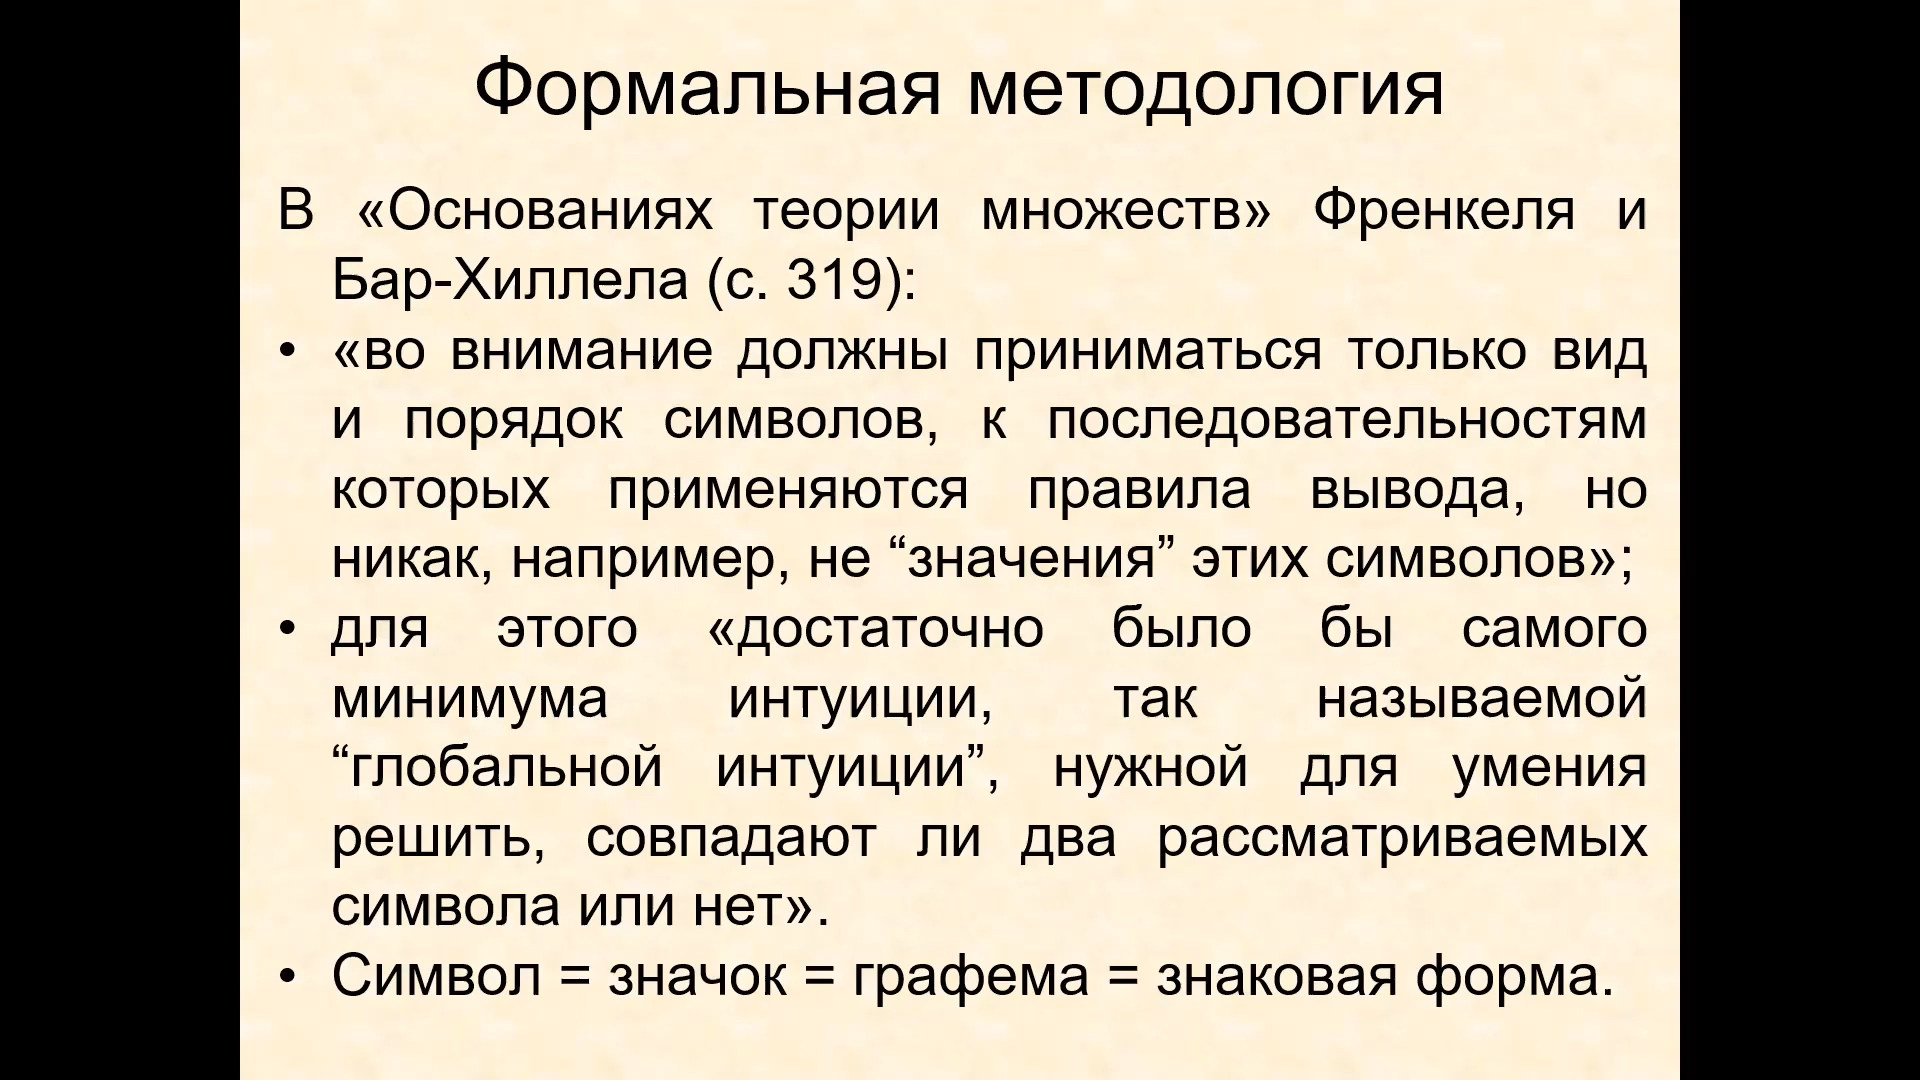 Формальная методология
В «Основаниях теории множеств» Френкеля и
Бар-Хиллела (с. 319):
• «во внимание должны приниматься только вид
и порядок символов, к последовательностям
которых применяются правила вывода, но
никак, например, не “значения” этих символов»;
• для этого «достаточно было бы самого
минимума интуиции, так называемой
“глобальной интуиции”, нужной для умения
решить, совпадают ли два рассматриваемых
символа или нет».
• Символ = значок = графема = знаковая форма.